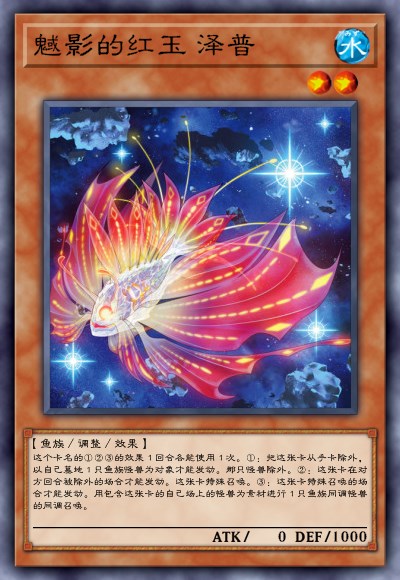 魊影的红玉 泽普
水
【鱼族／调整／效果】
这个卡名的①②③的效果1回合各能使用1次。①：把这张卡从手卡除外，
以自己墓地1只鱼族怪兽为对象才能发动。那只怪兽除外。②：这张卡在对
方回合被除外的场合才能发动。这张卡特殊召唤。③：这张卡特殊召唤的场
合才能发动。用包含这张卡的自己场上的怪兽为素材进行1只鱼族同调怪兽
的同调召唤。
ATK/ 0 DEF/1000